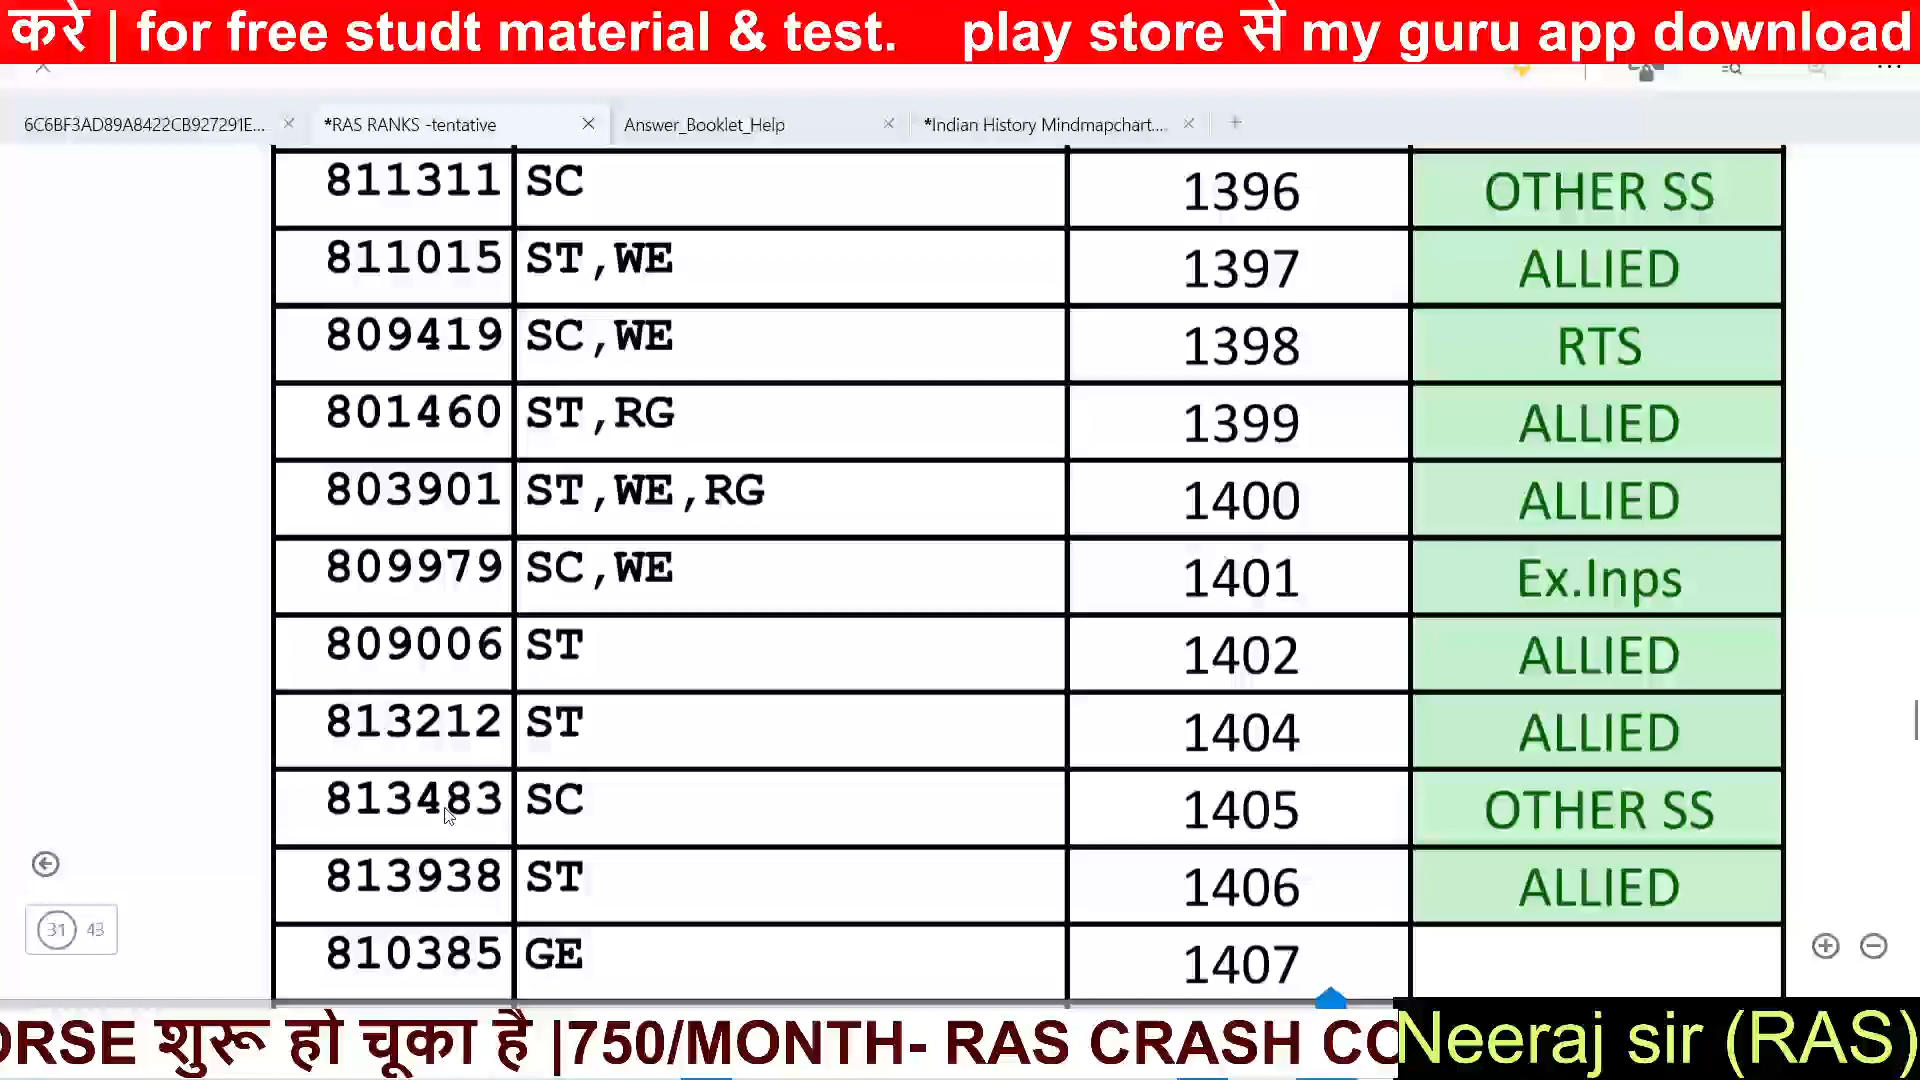 करे | for free studt material & test. play store से my guru app download
6C6BF3AD89A8422CB927291E... *RAS RANKS -tentative Answer_Booklet_Help *Indian History Mindmapchart...
811311 SC 1396 OTHER SS
811015 ST,WE 1397 ALLIED
809419 SC,WE 1398 RTS
801460 ST,RG 1399 ALLIED
803901 ST,WE,RG 1400 ALLIED
809979 SC,WE 1401 Ex.Inps
809006 ST 1402 ALLIED
813212 ST 1404 ALLIED
813483 SC 1405 OTHER SS
813938 ST 1406 ALLIED
31 43
810385 GE 1407
ORSE शुरू हो चूका है |750/MONTH- RAS CRASH CO
Neeraj sir (RAS)